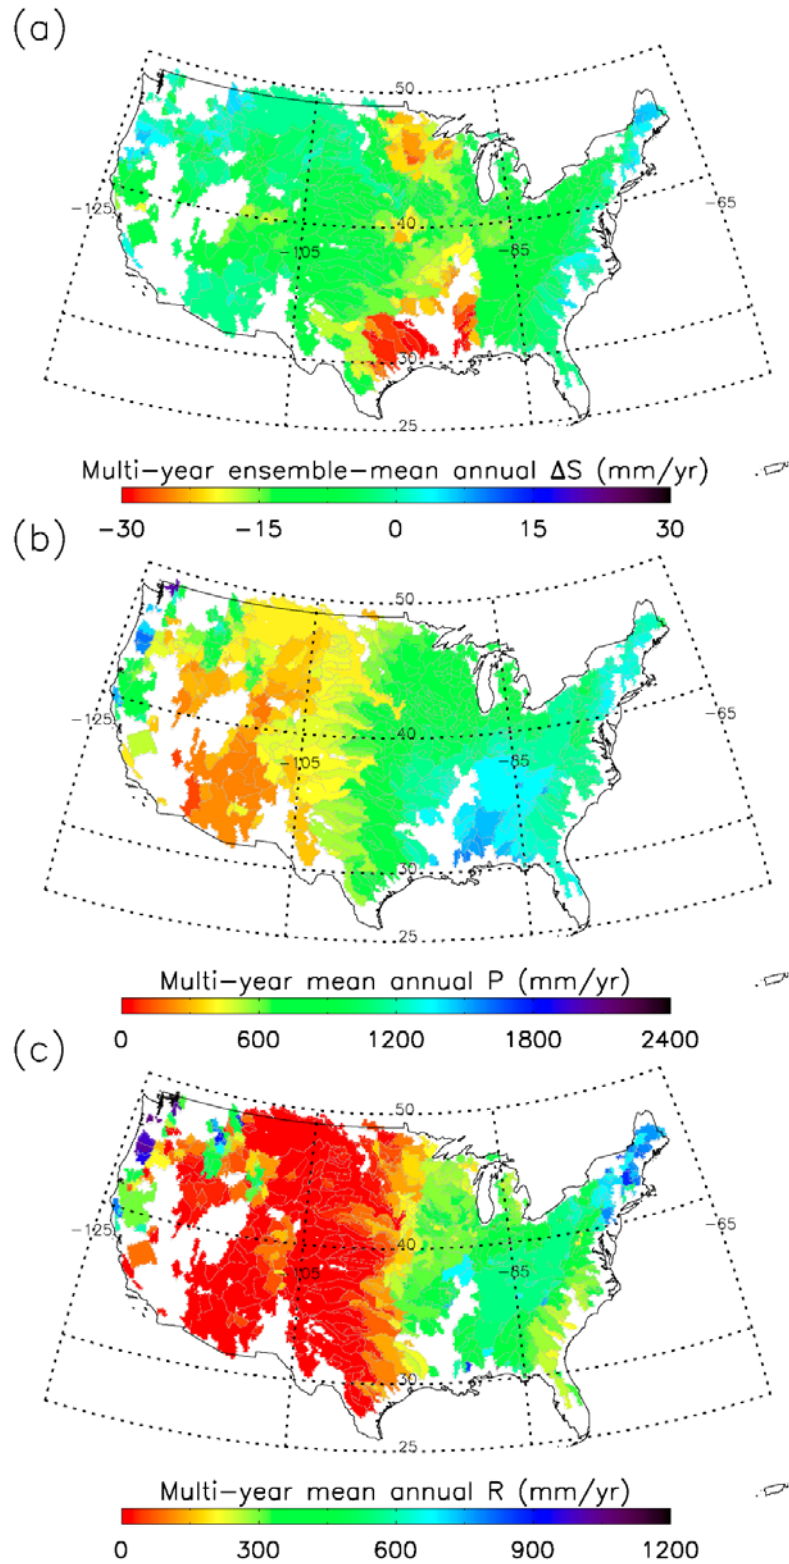 (a)
50
-125
40
-65
-105
-85
30
25
Multi-year ensemble-mean annual ΔS (mm/yr)
-30 -15 0 15 30
(b)
50
-125
40
-65
-105
-85
30
25
Multi-year mean annual P (mm/yr)
0 600 1200 1800 2400
(c)
50
-125
40
-65
-105
-85
30
25
Multi-year mean annual R (mm/yr)
0 300 600 900 1200